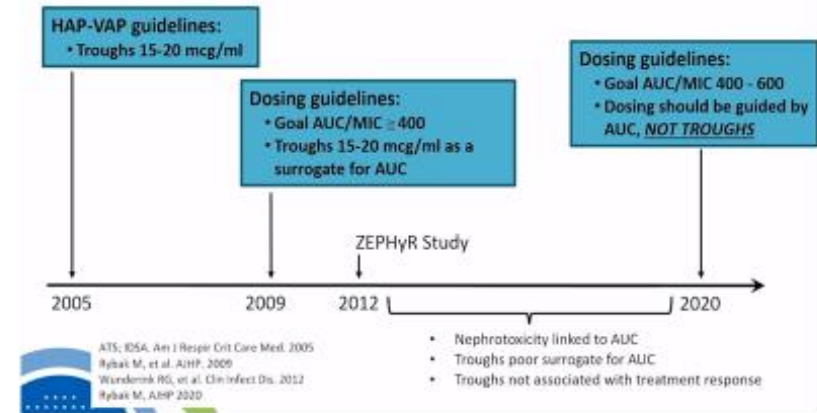 HAP-VAP guidelines:
• Troughs 15-20 mcg/ml
Dosing guidelines:
• Goal AUC/MIC ≥ 400
• Troughs 15-20 mcg/ml as a
surrogate for AUC
Dosing guidelines:
• Goal AUC/MIC 400 - 600
• Dosing should be guided by
AUC, NOT TROUGHS
ZEPHyR Study
2005
2009
2012
2020
• Nephrotoxicity linked to AUC
• Troughs poor surrogate for AUC
• Troughs not associated with treatment response
ATS; IDSA. Am J Respir Crit Care Med. 2005
Rybak M, et al. AJHP. 2009
Wunderink RG, et al. Clin Infect Dis. 2012
Rybak M, AJHP 2020